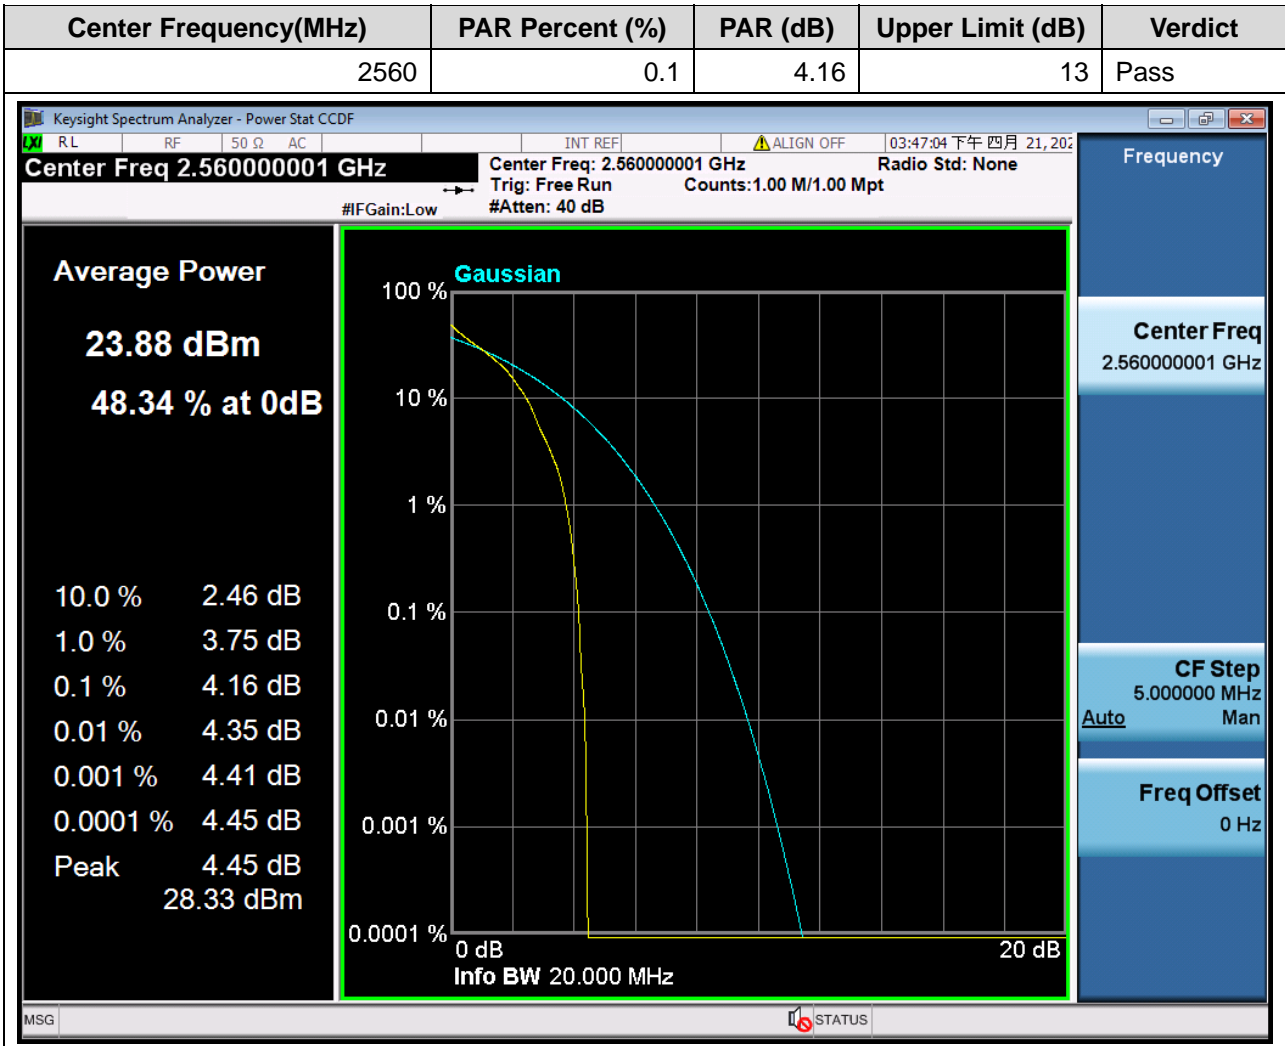 Center Frequency(MHz) PAR Percent (%) PAR (dB) Upper Limit (dB) Verdict
2560 0.1 4.16 13 Pass
Keysight Spectrum Analyzer - Power Stat CCDF
LXI RL RF 50 Ω AC INT REF ALIGN OFF 03:47:04 下午 四月 21, 202
Center Freq 2.560000001 GHz
Center Freq: 2.560000001 GHz Radio Std: None
Trig: Free Run Counts:1.00 M/1.00 Mpt
#IFGain:Low #Atten: 40 dB
Average Power
23.88 dBm
48.34 % at 0dB
10.0 % 2.46 dB
1.0 % 3.75 dB
0.1 % 4.16 dB
0.01 % 4.35 dB
0.001 % 4.41 dB
0.0001 % 4.45 dB
Peak 4.45 dB
28.33 dBm
Gaussian
100 %
10 %
1 %
0.1 %
0.01 %
0.001 %
0.0001 %
0 dB 20 dB
Info BW 20.000 MHz
Frequency
Center Freq
2.560000001 GHz
CF Step
5.000000 MHz
Auto Man
Freq Offset
0 Hz
MSG STATUS